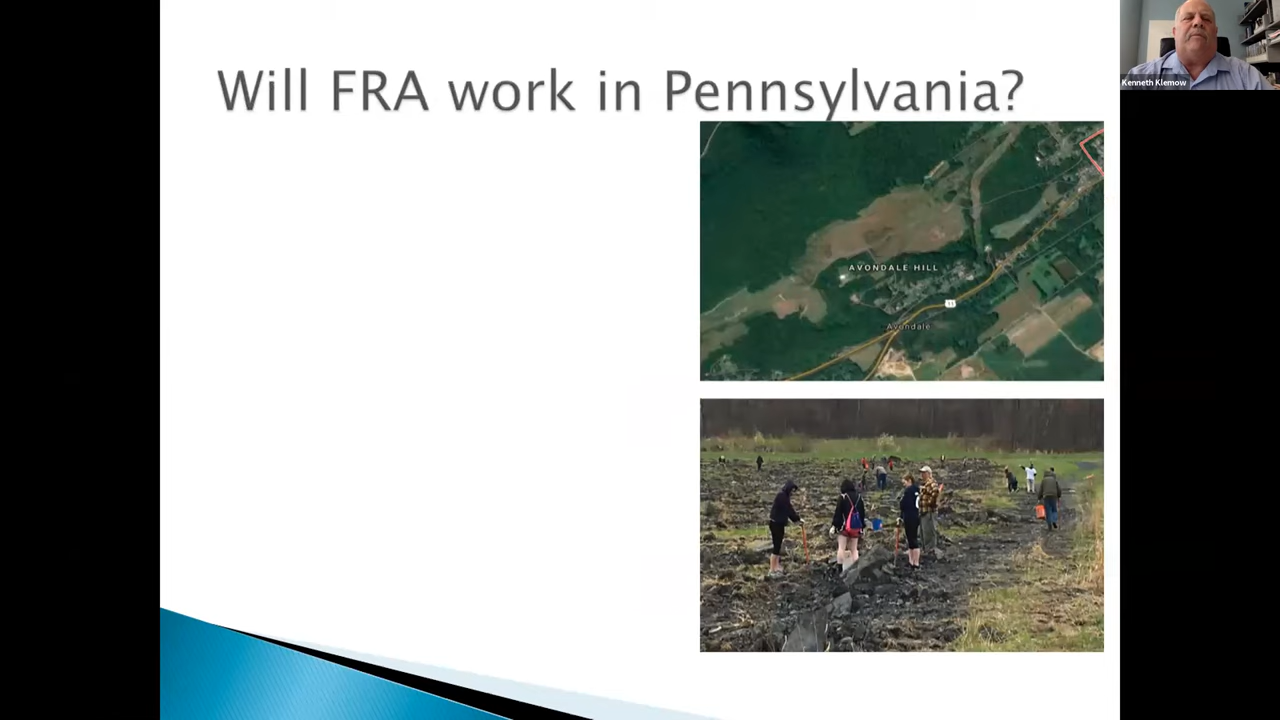 Will FRA work in Pennsylvania?
Kenneth Klemow
AVONDALE HILL
11
Avondale